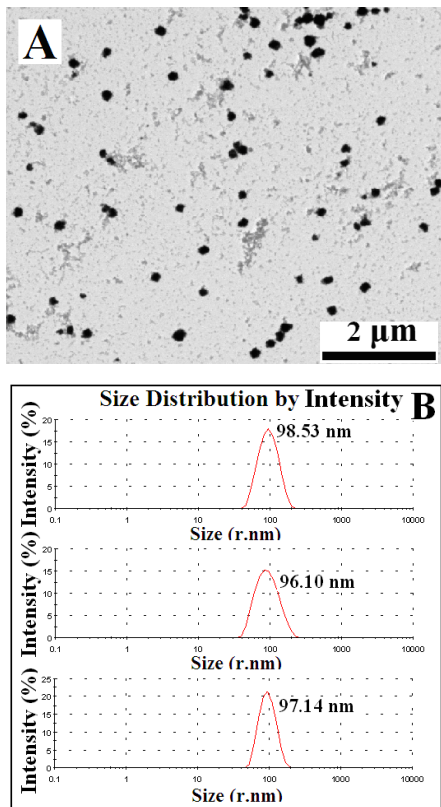 A
2 µm
Size Distribution by Intensity B
Intensity (%)
20
15
10
5
0
98.53 nm
0.1 1 10 100 1000 10000
Size (r.nm)
Intensity (%)
20
15
10
5
0
96.10 nm
0.1 1 10 100 1000 10000
Size (r.nm)
Intensity (%)
25
20
15
10
5
0
97.14 nm
0.1 1 10 100 1000 10000
Size (r.nm)